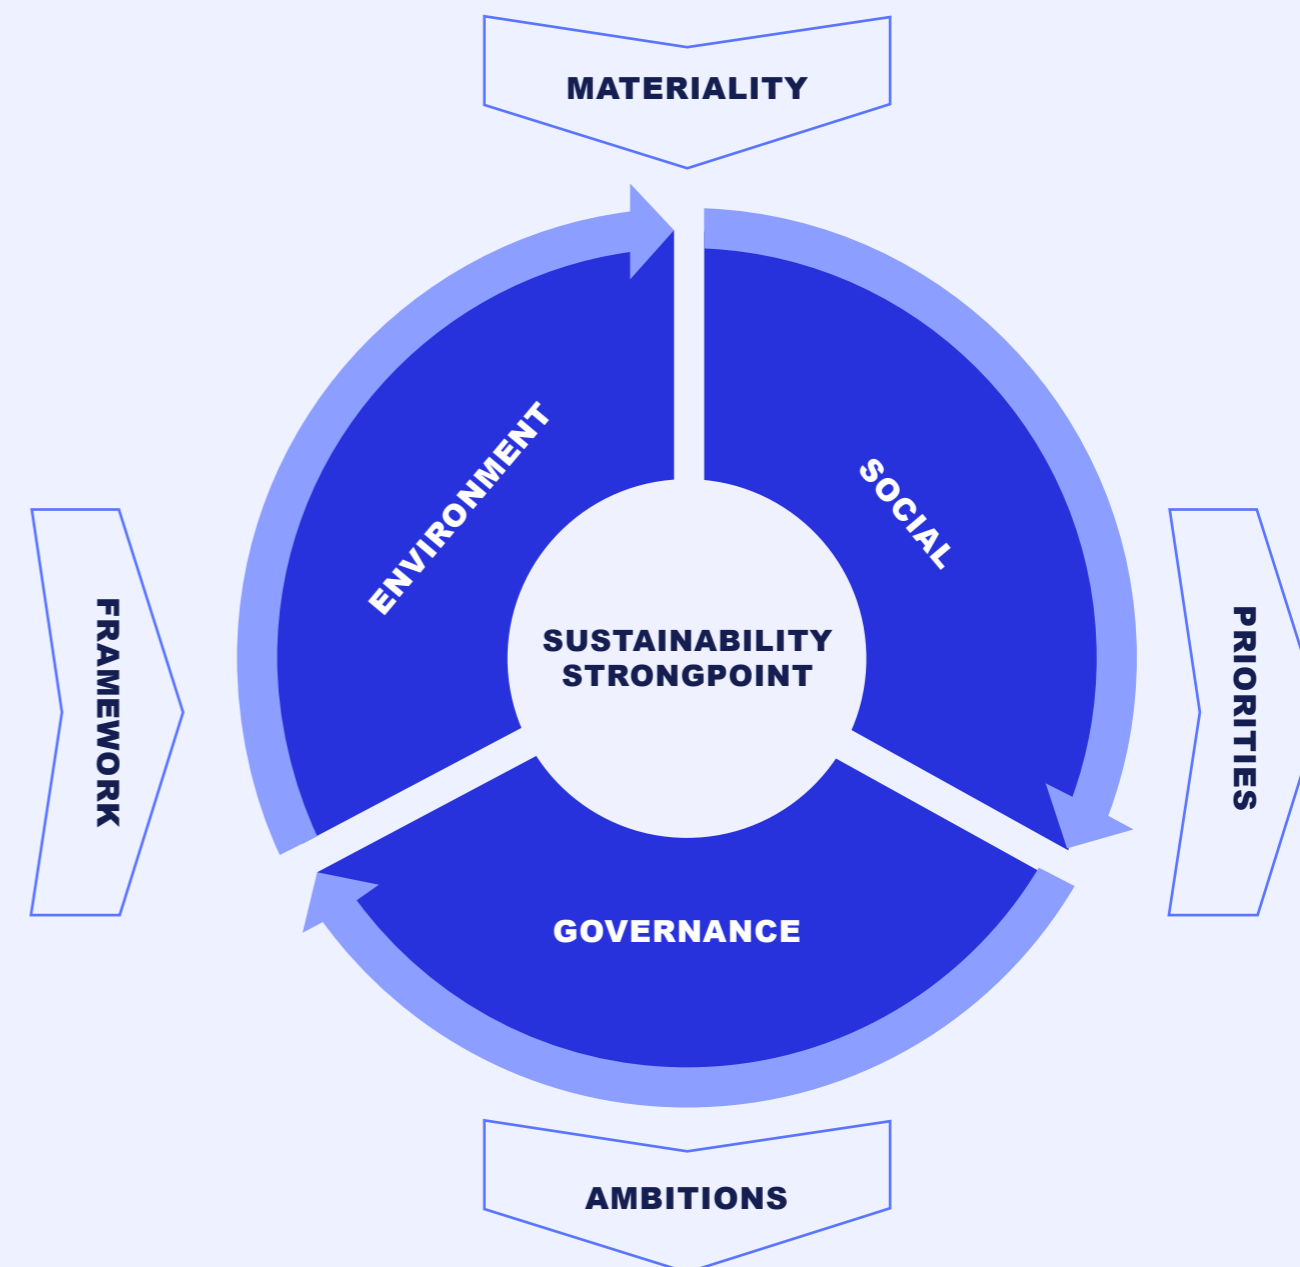 MATERIALITY
ENVIRONMENT
SOCIAL
FRAMEWORK
SUSTAINABILITY
STRONGPOINT
PRIORITIES
GOVERNANCE
AMBITIONS